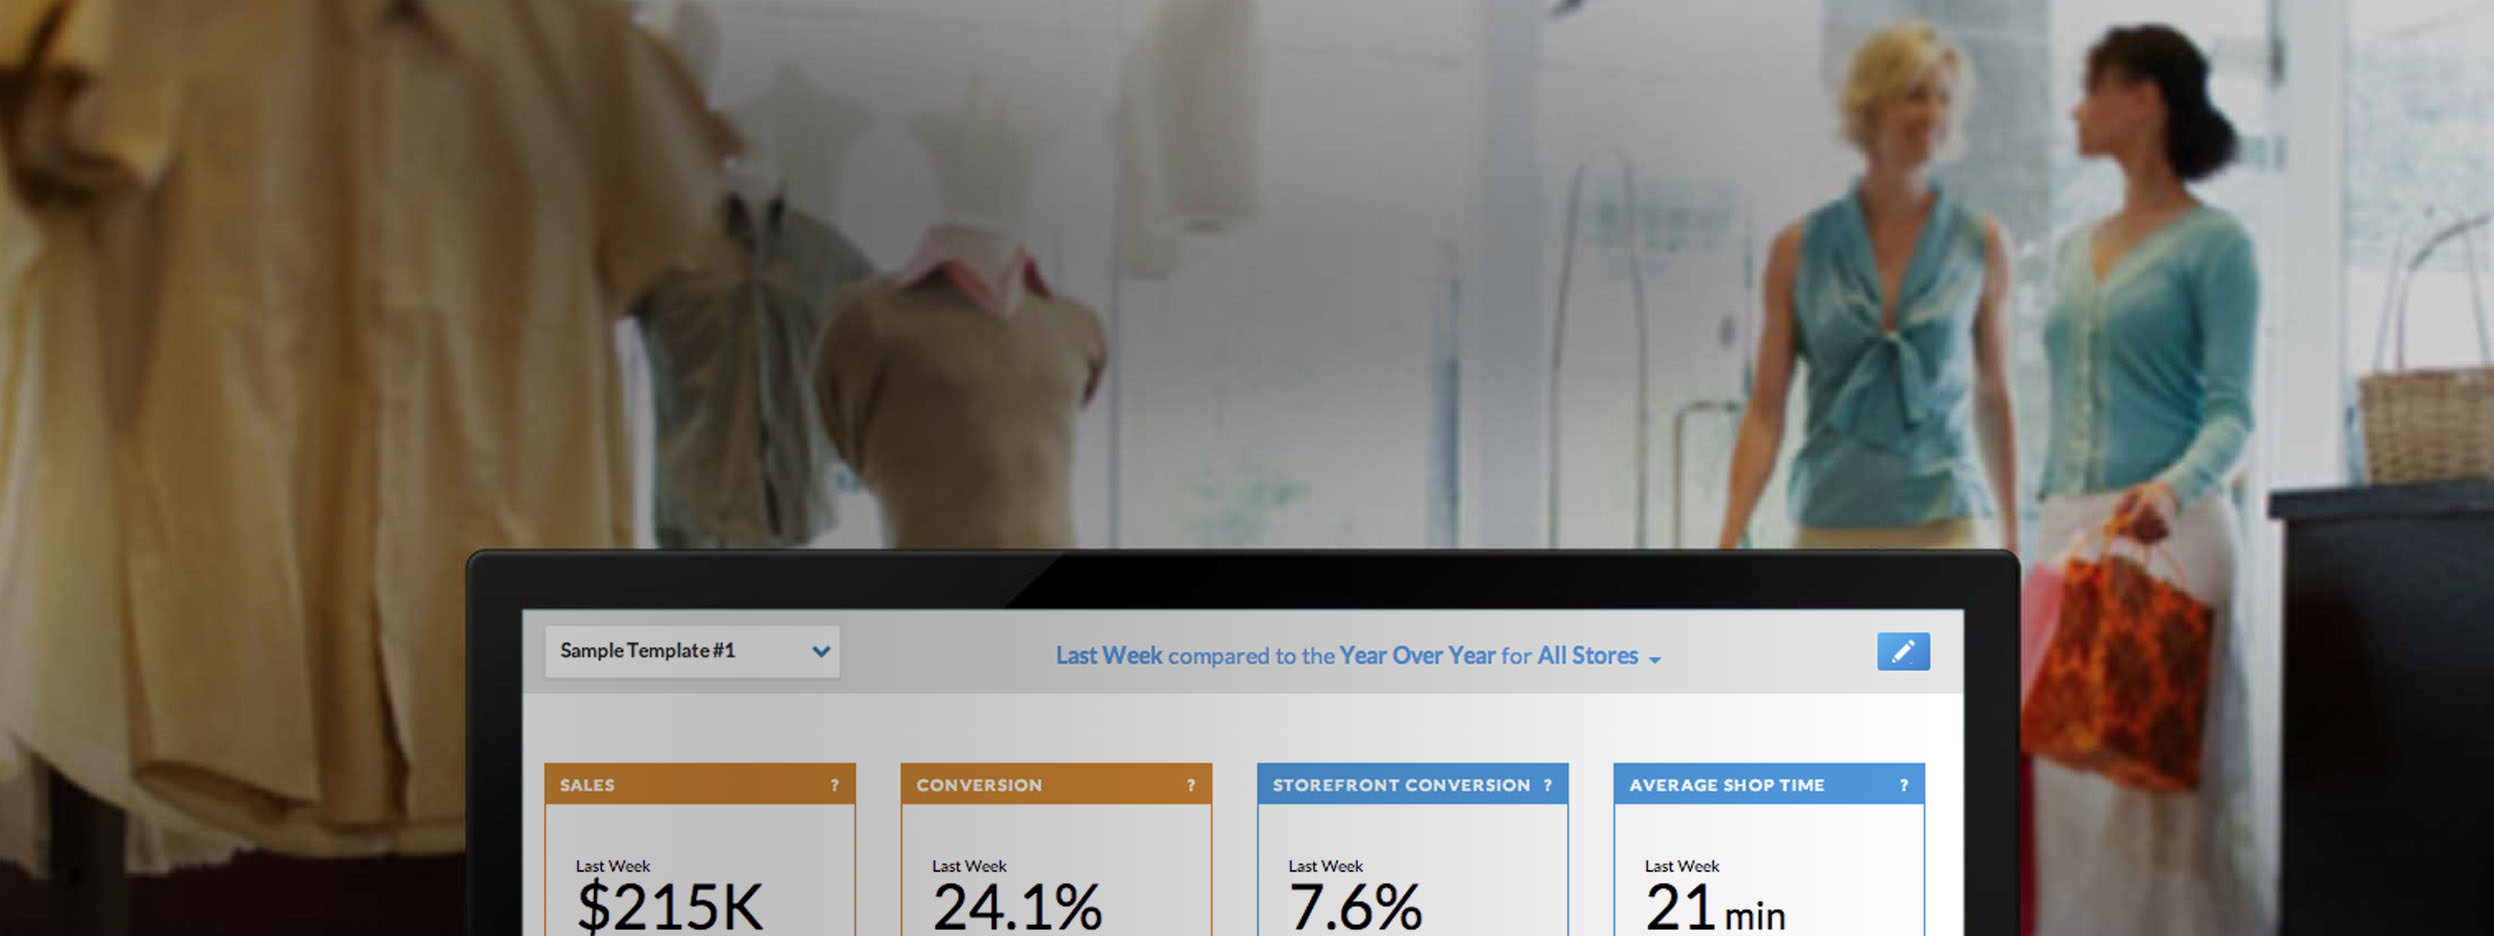 Sample Template #1
Last Week compared to the Year Over Year for All Stores
SALES ?
CONVERSION ?
STOREFRONT CONVERSION ?
AVERAGE SHOP TIME ?
Last Week
$215K
Last Week
24.1%
Last Week
7.6%
Last Week
21 min